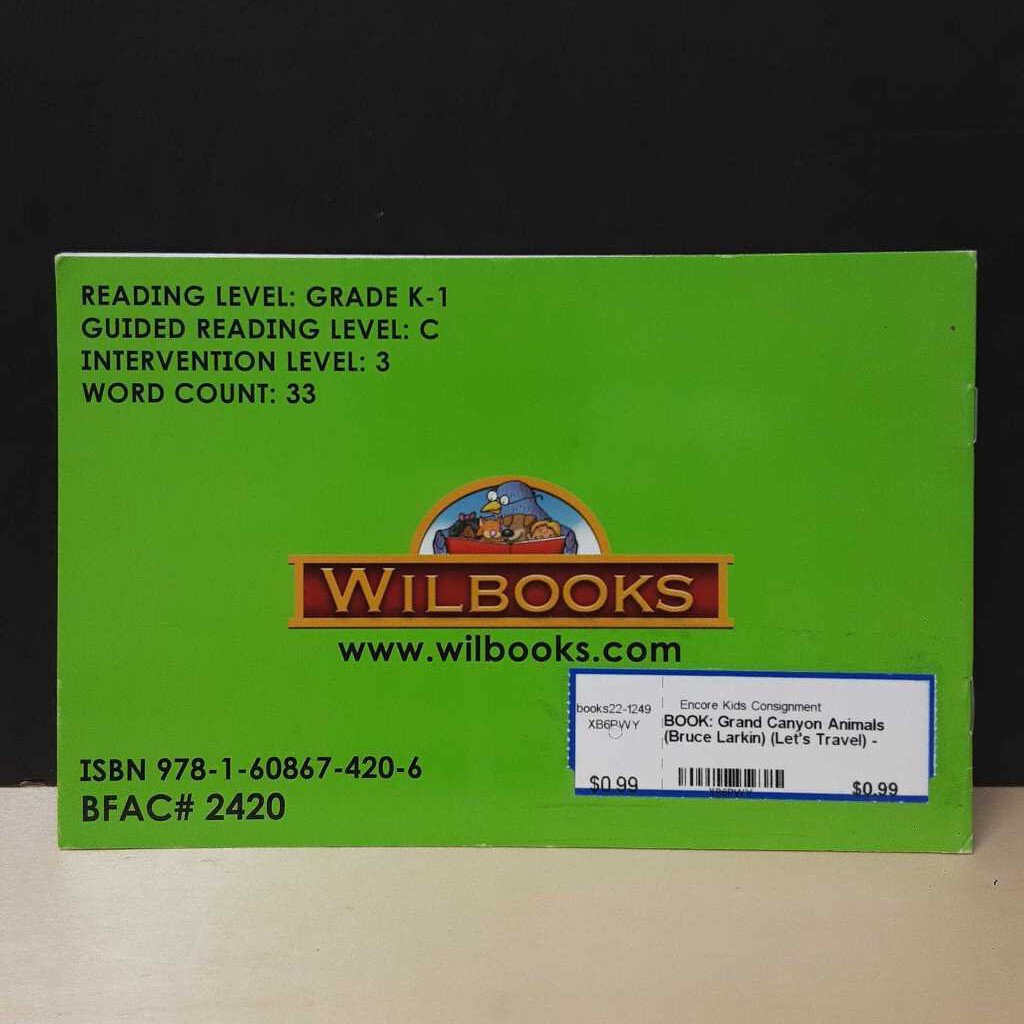 READING LEVEL: GRADE K-1
GUIDED READING LEVEL: C
INTERVENTION LEVEL: 3
WORD COUNT: 33
WILBOOKS
www.wilbooks.com
books22-1249
XB6PWY
$0.99
Encore Kids Consignment
BOOK: Grand Canyon Animals
(Bruce Larkin) (Let's Travel) -
XB6PWY
$0.99
ISBN 978-1-60867-420-6
BFAC# 2420